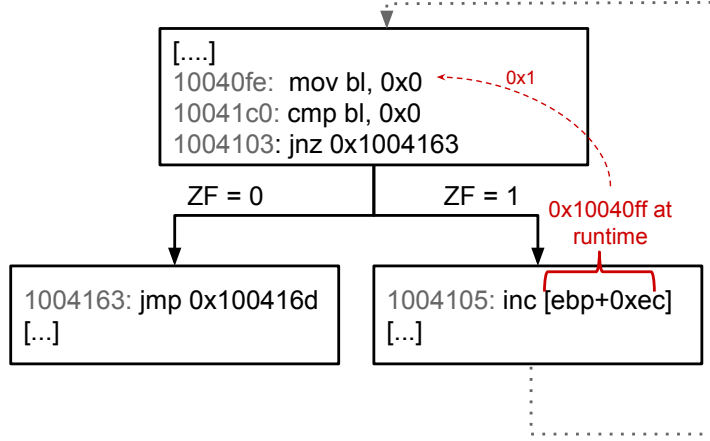 [....]
10040fe: mov bl, 0x0
0x1
10041c0: cmp bl, 0x0
1004103: jnz 0x1004163
ZF = 0
ZF = 1
0x10040ff at
runtime
1004163: jmp 0x100416d
[...]
1004105: inc [ebp+0xec]
[...]